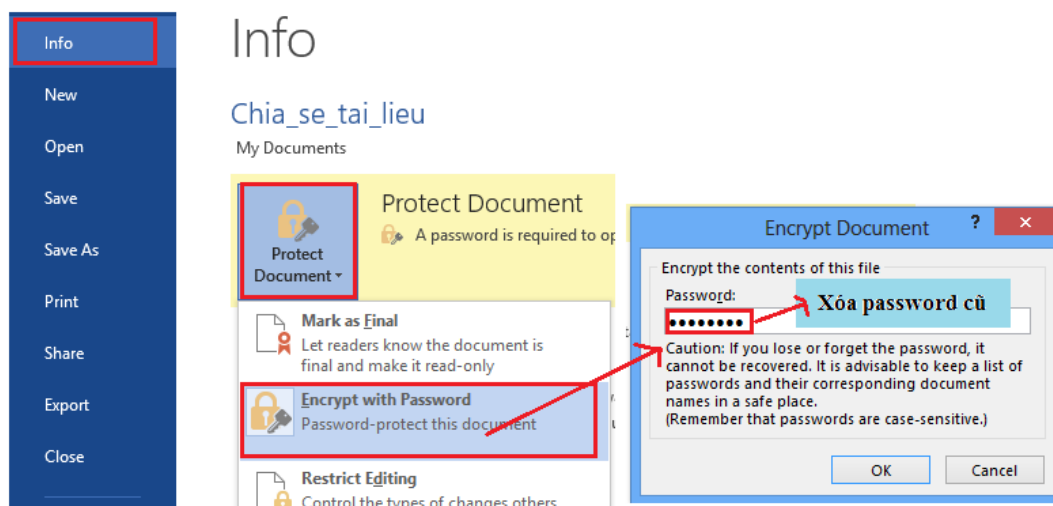 Info
New
Open
Save
Save As
Print
Share
Export
Close
Info
Chia_se_tai_lieu
My Documents
Protect Document
Protect Document
A password is required to
Mark as Final
Let readers know the document is
final and make it read-only
Encrypt with Password
Password-protect this document
Restrict Editing
Control the types of changes others
Encrypt Document
?
Encrypt the contents of this file
Password:
Xóa password cũ
Caution: If you lose or forget the password, it
cannot be recovered. It is advisable to keep a list of
passwords and their corresponding document
names in a safe place.
(Remember that passwords are case-sensitive.)
OK
Cancel